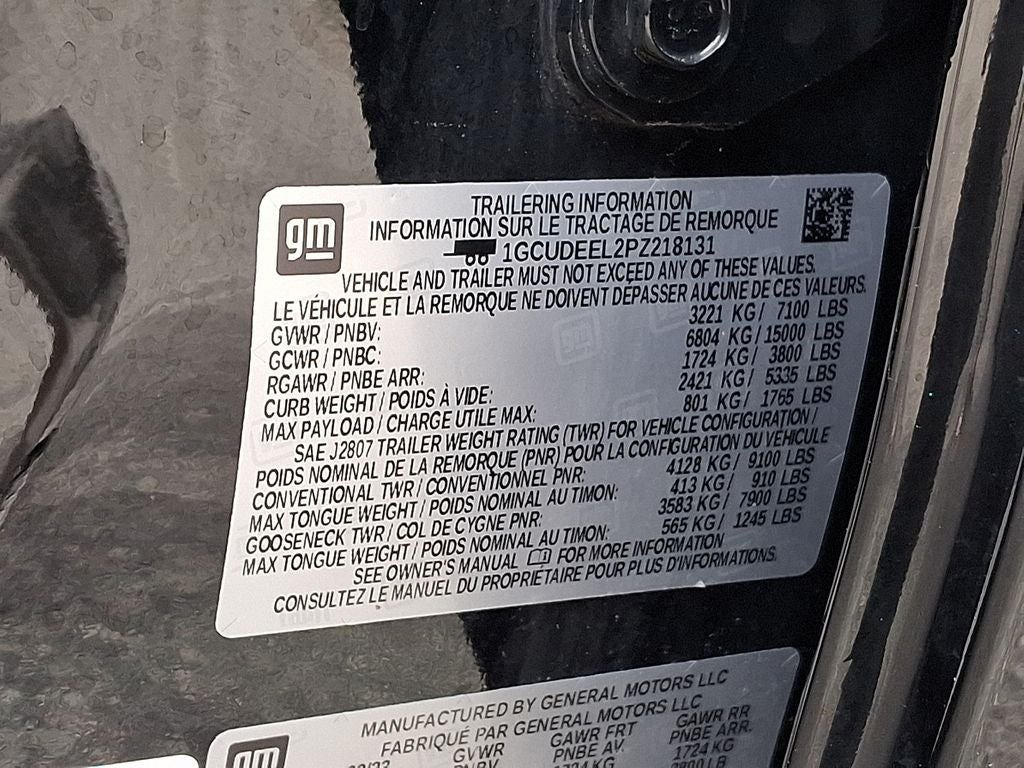 gm
TRAILERING INFORMATION
INFORMATION SUR LE TRACTAGE DE REMORQUE
1GCUDEEL2PZ218131
VEHICLE AND TRAILER MUST NOT EXCEED ANY OF THESE VALUES.
LE VÉHICULE ET LA REMORQUE NE DOIVENT DEPASSER AUCUNE DE CES VALEURS.
GVWR / PNBV: 3221 KG / 7100 LBS
GCWR / PNBC: 6804 KG / 15000 LBS
RGAWR / PNBE ARR: 1724 KG / 3800 LBS
CURB WEIGHT / POIDS À VIDE: 2421 KG / 5335 LBS
MAX PAYLOAD / CHARGE UTILE MAX: 801 KG / 1765 LBS
SAE J2807 TRAILER WEIGHT RATING (TWR) FOR VEHICLE CONFIGURATION /
POIDS NOMINAL DE LA REMORQUE (PNR) POUR LA CONFIGURATION DU VÉHICULE
CONVENTIONAL TWR / CONVENTIONNEL PNR: 4128 KG / 9100 LBS
MAX TONGUE WEIGHT / POIDS NOMINAL AU TIMON: 413 KG / 910 LBS
GOOSENECK TWR / COL DE CYGNE PNR: 3583 KG / 7900 LBS
MAX TONGUE WEIGHT / POIDS NOMINAL AU TIMON: 565 KG / 1245 LBS
SEE OWNER'S MANUAL FOR MORE INFORMATION
CONSULTEZ LE MANUEL DU PROPRIÉTAIRE POUR PLUS D'INFORMATIONS.
gm
MANUFACTURED BY GENERAL MOTORS LLC
FABRIQUÉ PAR GENERAL MOTORS LLC
GVWR GAWR FRT GAWR RR
PNBV PNBE AV. PNBE ARR.
1724 KG